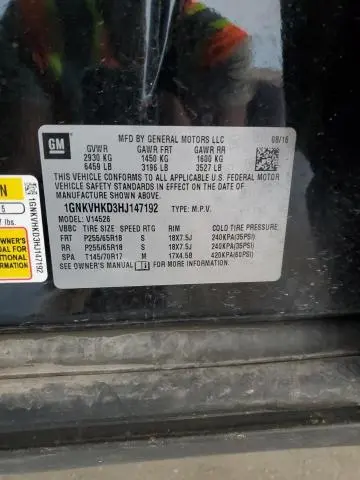 GM
MFD BY GENERAL MOTORS LLC 08/16
GVWR GAWR FRT GAWR RR
2930 KG 1450 KG 1600 KG
6459 LB 3196 LB 3527 LB
THIS VEHICLE CONFORMS TO ALL APPLICABLE U.S. FEDERAL MOTOR
VEHICLE SAFETY STANDARDS IN EFFECT ON THE DATE OF
MANUFACTURE SHOWN ABOVE.
1GNKVHKD3HJ147192 TYPE: M.P.V.
MODEL: V14526
VBBC TIRE SIZE SPEED RTG RIM COLD TIRE PRESSURE
FRT P255/65R18 S 18X7.5J 240KPA(35PSI)
RR P255/65R18 S 18X7.5J 240KPA(35PSI)
SPA T145/70R17 M 17X4.5B 420KPA(60PSI)
SEE OWNER'S MANUAL
N
5
lbs.
OWNER'S
FOR
ADDITIONAL
INFORMATION
1GNKVHKD3HJ147192